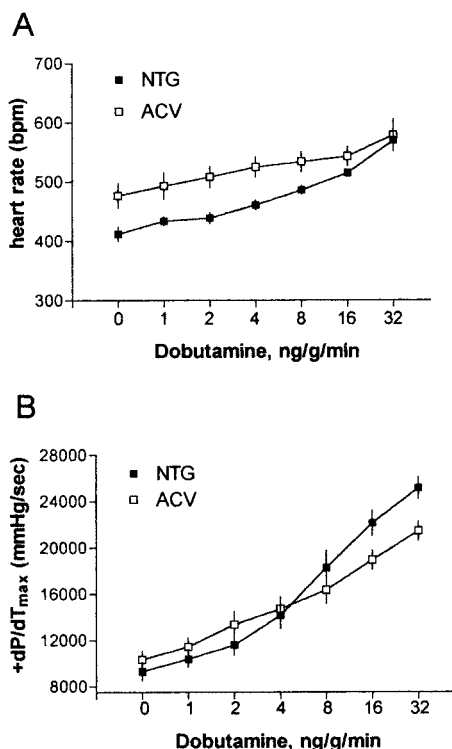 A
NTG
ACV
heart rate (bpm)
700
600
500
400
300
0 1 2 4 8 16 32
Dobutamine, ng/g/min
B
NTG
ACV
+dP/dTmax (mmHg/sec)
28000
24000
20000
16000
12000
8000
0 1 2 4 8 16 32
Dobutamine, ng/g/min